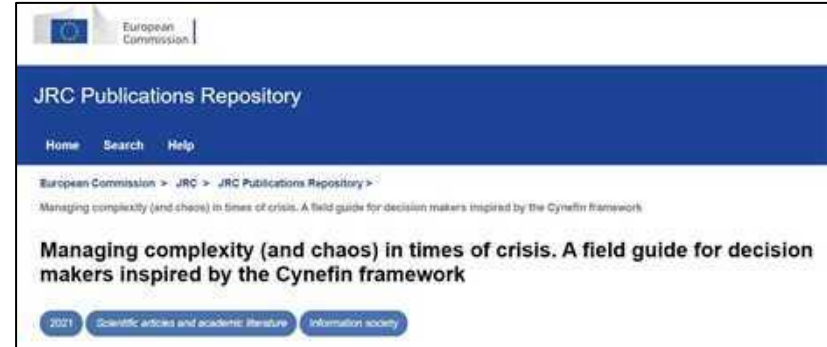 European
Commission
JRC Publications Repository
Home Search Help
European Commission > JRC > JRC Publications Repository >
Managing complexity (and chaos) in times of crisis. A field guide for decision makers inspired by the Cynefin framework
Managing complexity (and chaos) in times of crisis. A field guide for decision
makers inspired by the Cynefin framework
2021 Scientific articles and academic literature Information society